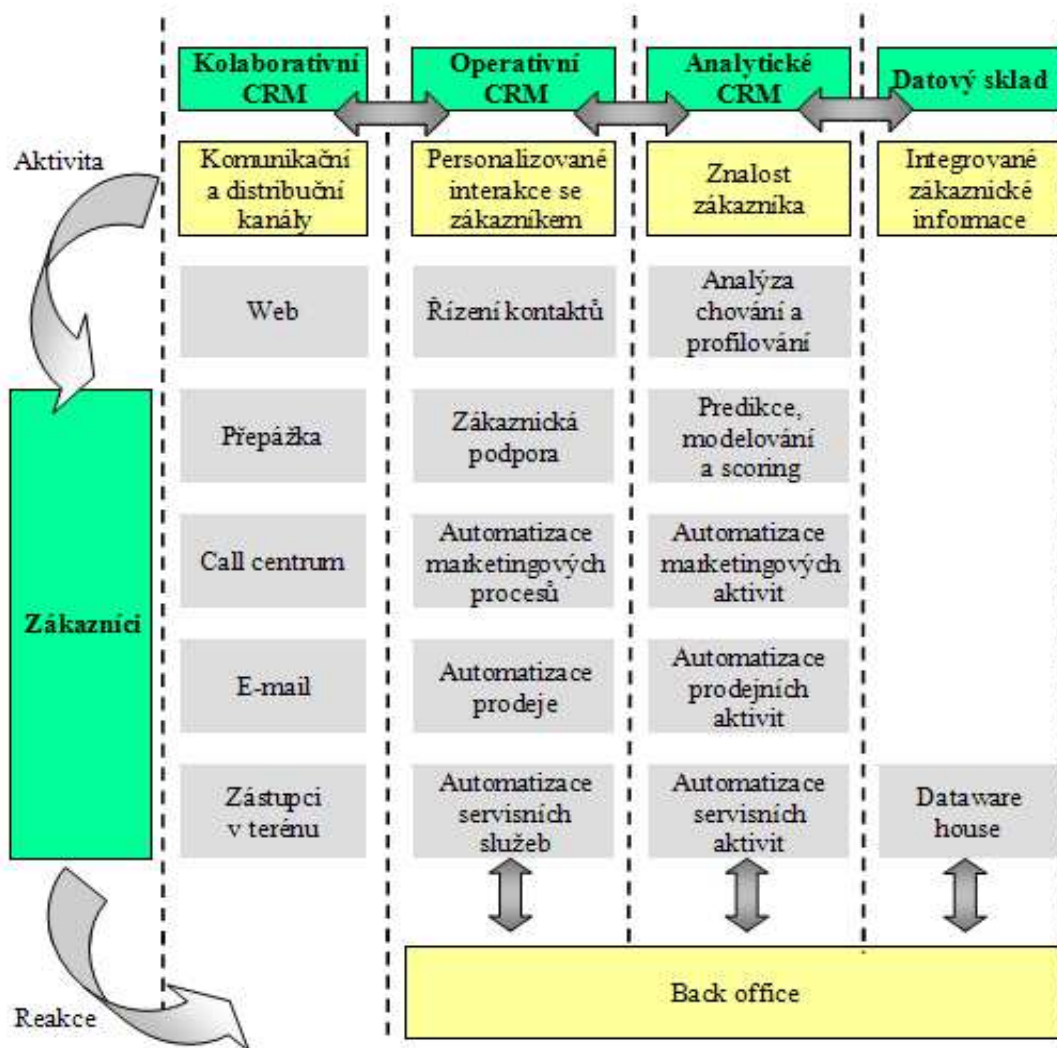 Kolaborativní
CRM
Operativní
CRM
Analytické
CRM
Datový sklad
Aktivita
Komunikační
a distribuční
kanály
Personalizované
interakce se
zákazníkem
Znalost
zákazníka
Integrované
zákaznické
informace
Web
Řízení kontaktů
Analýza
chování a
profilování
Přepážka
Zákaznická
podpora
Predikce,
modelování
a scoring
Call centrum
Automatizace
marketingových
procesů
Automatizace
marketingových
aktivit
Zákazníci
E-mail
Automatizace
prodeje
Automatizace
prodejních
aktivit
Zástupci
v terénu
Automatizace
servisních
služeb
Automatizace
servisních
aktivit
Dataware
house
Back office
Reakce